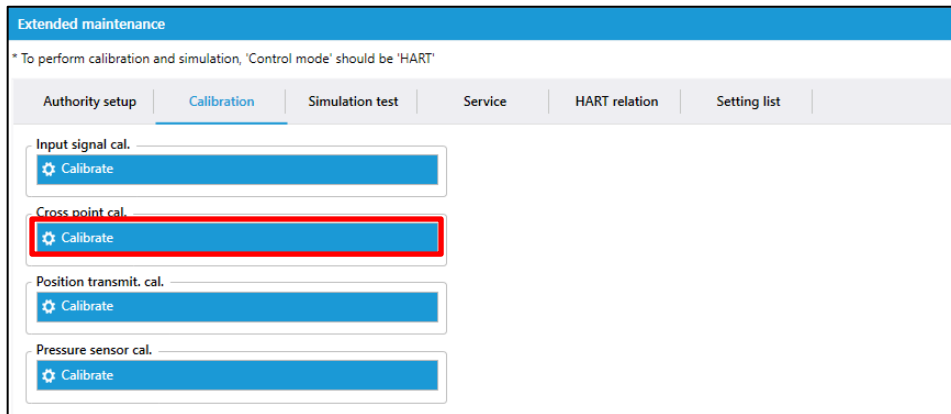 Extended maintenance
* To perform calibration and simulation, 'Control mode' should be 'HART'
Authority setup Calibration Simulation test Service HART relation Setting list
Input signal cal.
Calibrate
Cross point cal.
Calibrate
Position transmit. cal.
Calibrate
Pressure sensor cal.
Calibrate